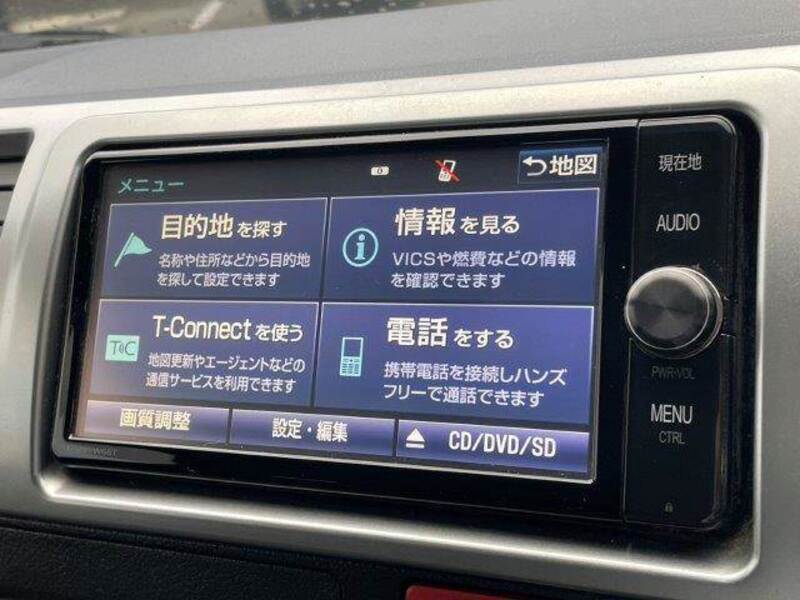 メニュー
地図
目的地を探す
名称や住所などから目的地
を探して設定できます
情報を見る
VICSや燃費などの情報
を確認できます
T-Connectを使う
T C
地図更新やエージェントなどの
通信サービスを利用できます
電話をする
携帯電話を接続しハンズ
フリーで通話できます
画質調整
設定・編集
CD/DVD/SD
現在地
AUDIO
PWR•VOL
MENU
CTRL